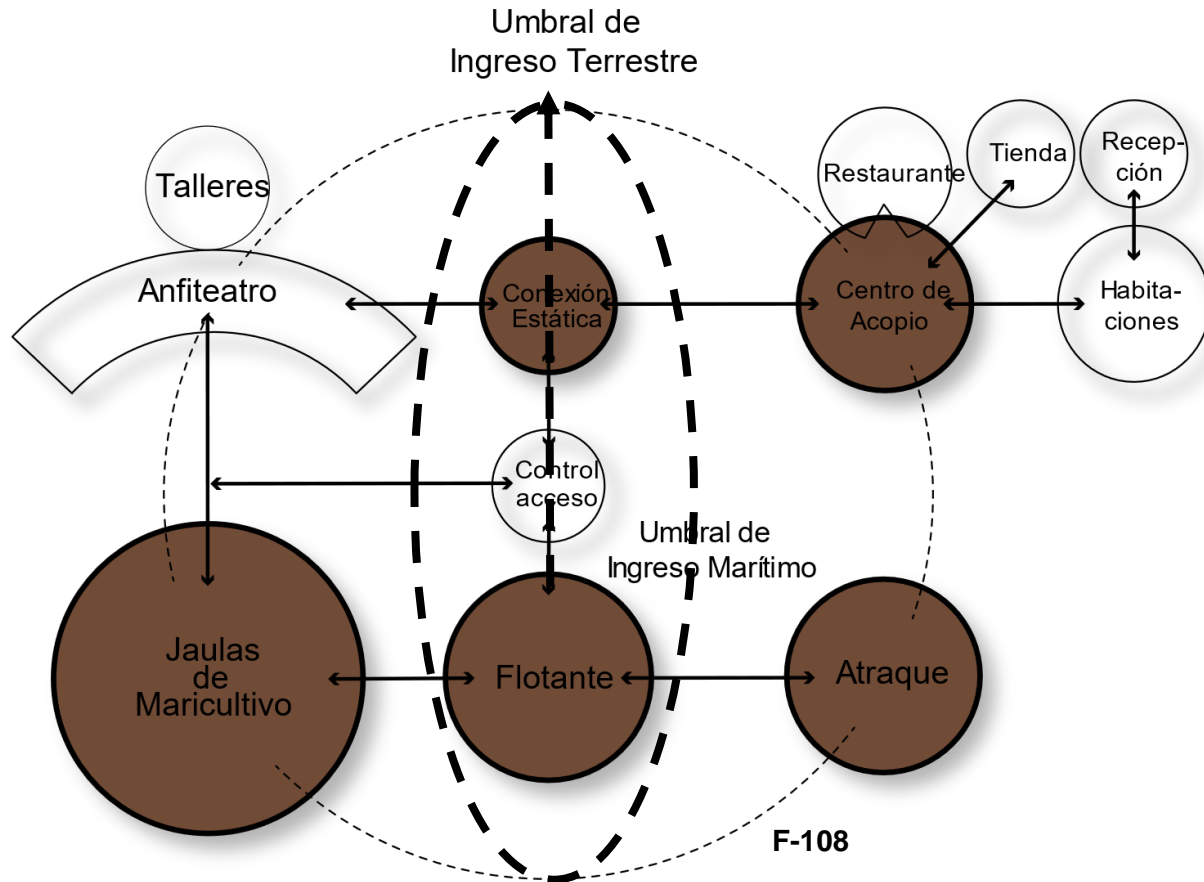 Umbral de
Ingreso Terrestre
Talleres
Restaurante
Tienda
Recep-
ción
Anfiteatro
Conexión
Estática
Centro de
Acopio
Habita-
ciones
Control
acceso
Umbral de
Ingreso Marítimo
Jaulas
de
Maricultivo
Flotante
Atraque
F-108